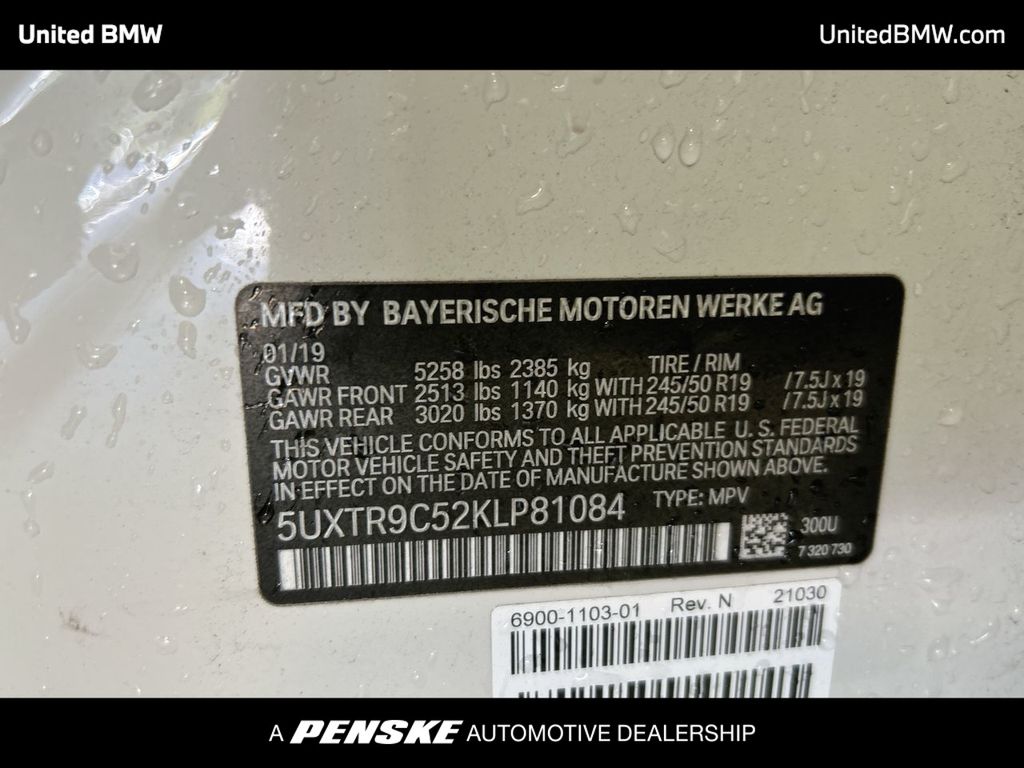 United BMW
UnitedBMW.com
MFD BY BAYERISCHE MOTOREN WERKE AG
01/19
GVWR 5258 lbs 2385 kg TIRE / RIM
GAWR FRONT 2513 lbs 1140 kg WITH 245/50 R19 / 7.5J x 19
GAWR REAR 3020 lbs 1370 kg WITH 245/50 R19 / 7.5J x 19
THIS VEHICLE CONFORMS TO ALL APPLICABLE U. S. FEDERAL
MOTOR VEHICLE SAFETY AND THEFT PREVENTION STANDARDS
IN EFFECT ON THE DATE OF MANUFACTURE SHOWN ABOVE.
5UXTR9C52KLP81084 TYPE: MPV
300U
7 320 730
6900-1103-01 Rev. N 21030
A PENSKE AUTOMOTIVE DEALERSHIP